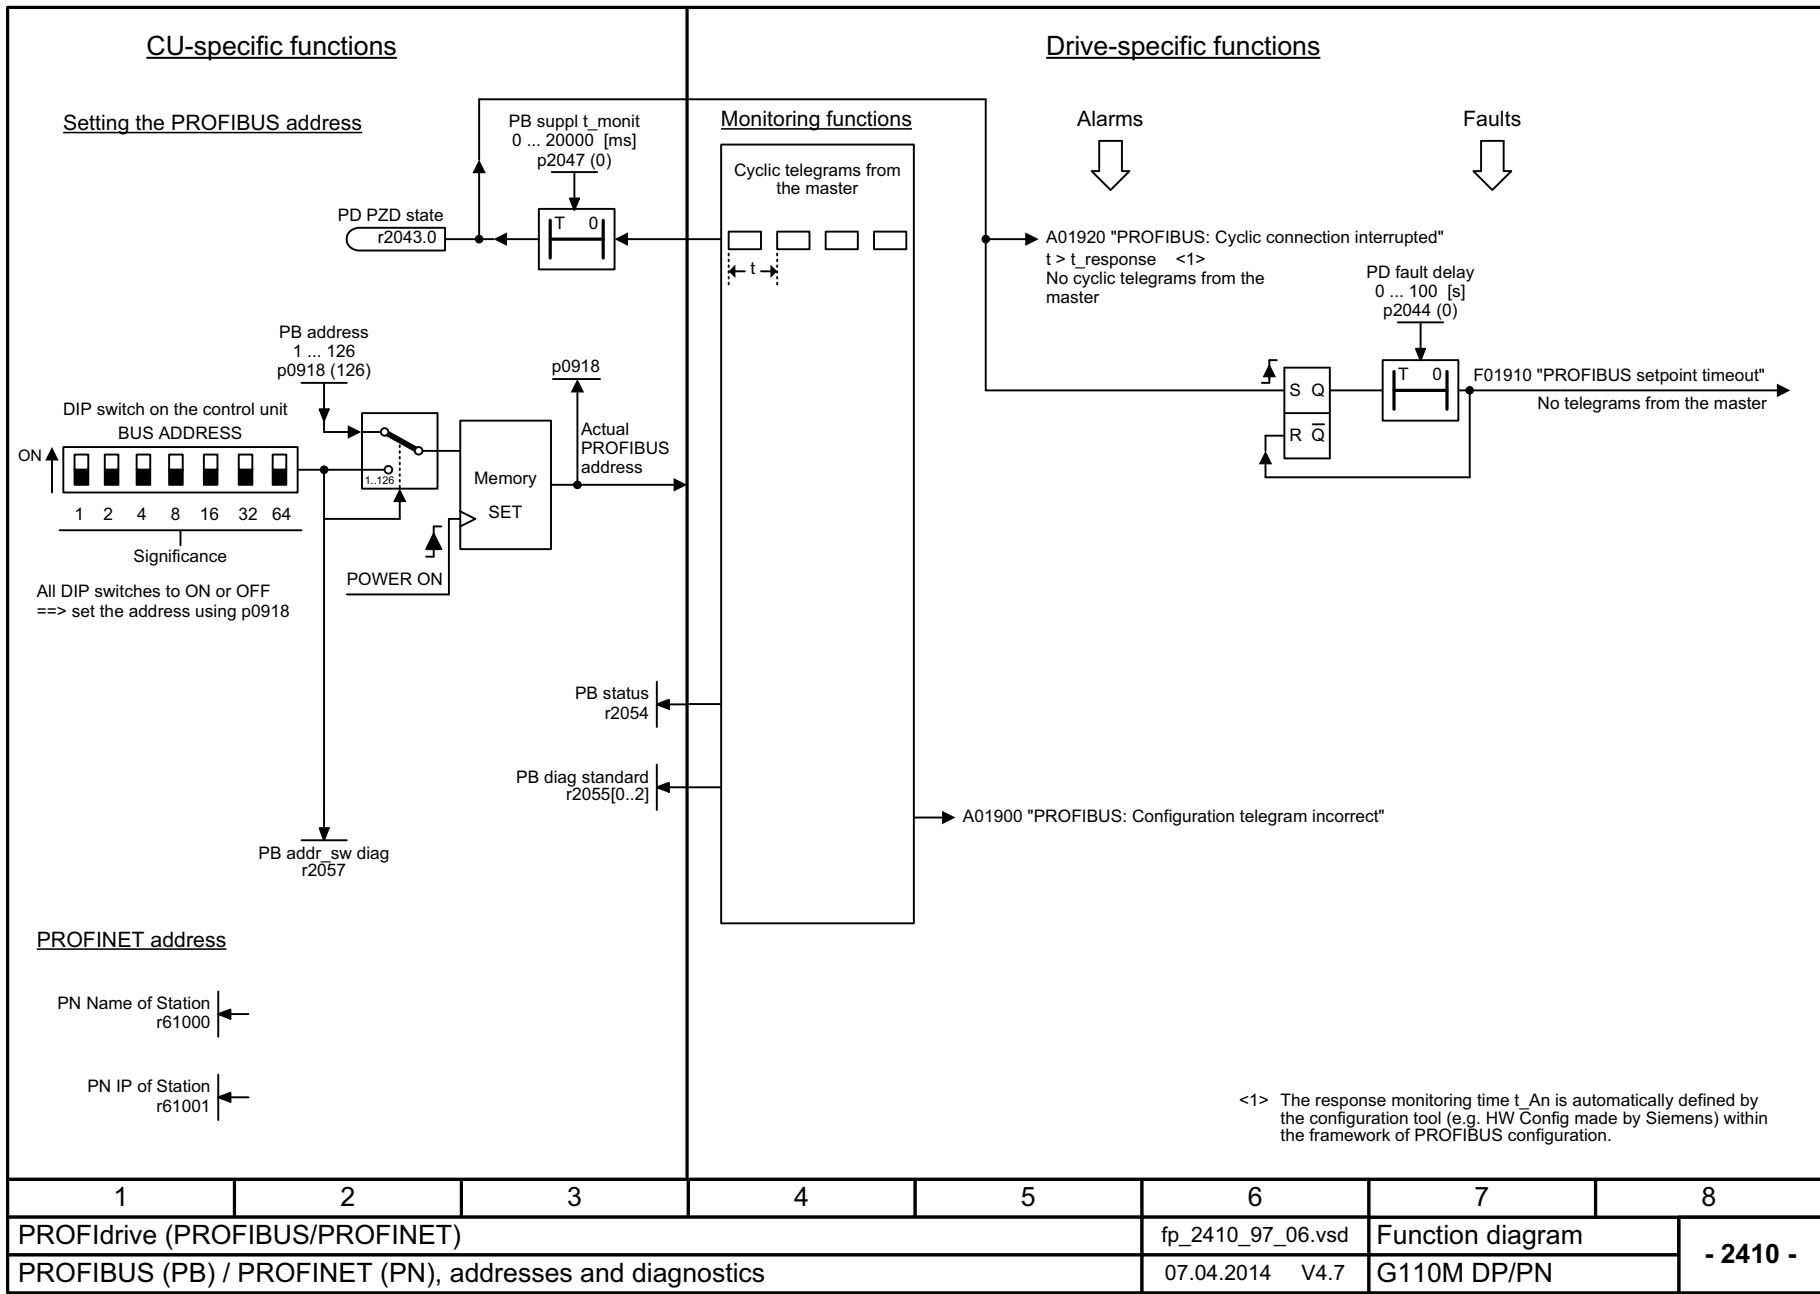 CU-specific functions
Drive-specific functions
Setting the PROFIBUS address
PB suppl t_monit
0 ... 20000 [ms]
p2047 (0)
Monitoring functions
Alarms
Faults
Cyclic telegrams from
the master
PD PZD state
r2043.0
T 0
t
A01920 "PROFIBUS: Cyclic connection interrupted"
t > t_response <1>
No cyclic telegrams from the
master
PD fault delay
0 ... 100 [s]
p2044 (0)
PB address
1 ... 126
p0918 (126)
p0918
S Q
R Q̅
T 0
F01910 "PROFIBUS setpoint timeout"
No telegrams from the master
DIP switch on the control unit
BUS ADDRESS
ON
1..126
Actual
PROFIBUS
address
Memory
SET
1 2 4 8 16 32 64
Significance
POWER ON
All DIP switches to ON or OFF
==> set the address using p0918
PB status
r2054
PB diag standard
r2055[0..2]
A01900 "PROFIBUS: Configuration telegram incorrect"
PB addr_sw diag
r2057
PROFINET address
PN Name of Station
r61000
PN IP of Station
r61001
<1> The response monitoring time t_An is automatically defined by
the configuration tool (e.g. HW Config made by Siemens) within
the framework of PROFIBUS configuration.
1 2 3 4 5 6 7 8
PROFIdrive (PROFIBUS/PROFINET)
fp_2410_97_06.vsd
Function diagram
- 2410 -
PROFIBUS (PB) / PROFINET (PN), addresses and diagnostics
07.04.2014 V4.7
G110M DP/PN